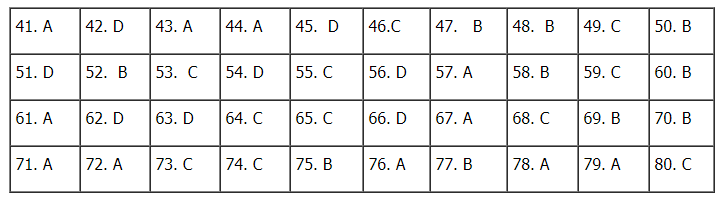 41. A 42. D 43. A 44. A 45. D 46.C 47. B 48. B 49. C 50. B
51. D 52. B 53. C 54. D 55. C 56. D 57. A 58. B 59. C 60. B
61. A 62. D 63. D 64. C 65. C 66. D 67. A 68. C 69. B 70. B
71. A 72. A 73. C 74. C 75. B 76. A 77. B 78. A 79. A 80. C